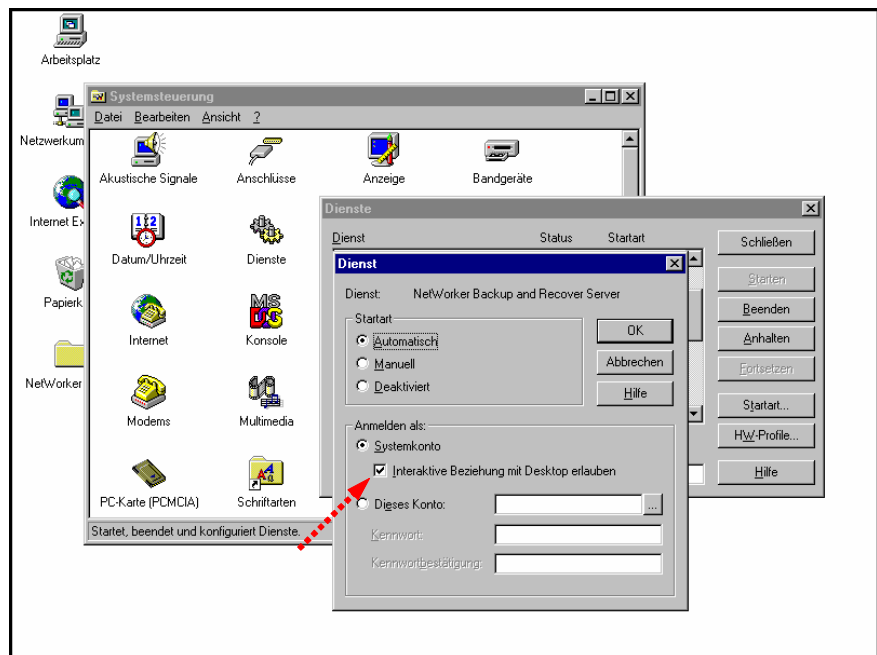 Arbeitsplatz
Systemsteuerung
Datei Bearbeiten Ansicht ?
Netzwerkum
Akustische Signale Anschlüsse Anzeige Bandgeräte
Internet Ex
Datum/Uhrzeit Dienste
Papierk
Internet Konsole
NetWorker
Modems Multimedia
PC-Karte (PCMCIA) Schriftarten
Startet, beendet und konfiguriert Dienste.
Dienste
Dienst Status Startart
Schließen
Starten
Beenden
Anhalten
Fortsetzen
Startart...
HW-Profile...
Hilfe
Dienst
Dienst: NetWorker Backup and Recover Server
Startart
Automatisch
Manuell
Deaktiviert
OK
Abbrechen
Hilfe
Anmelden als:
Systemkonto
Interaktive Beziehung mit Desktop erlauben
Dieses Konto: ...
Kennwort:
Kennwortbestätigung: